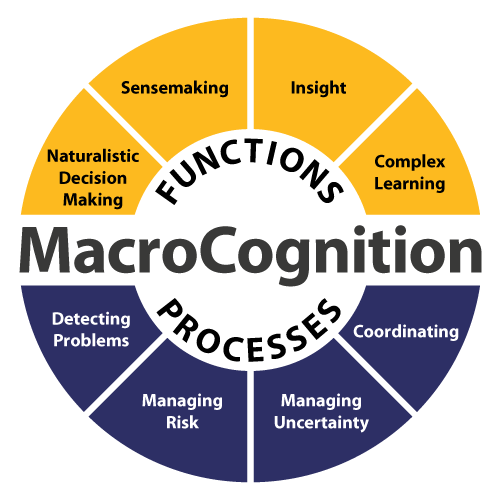 Sensemaking
Insight
Naturalistic
Decision
Making
Complex
Learning
FUNCTIONS
MacroCognition
PROCESSES
Detecting
Problems
Managing
Risk
Managing
Uncertainty
Coordinating